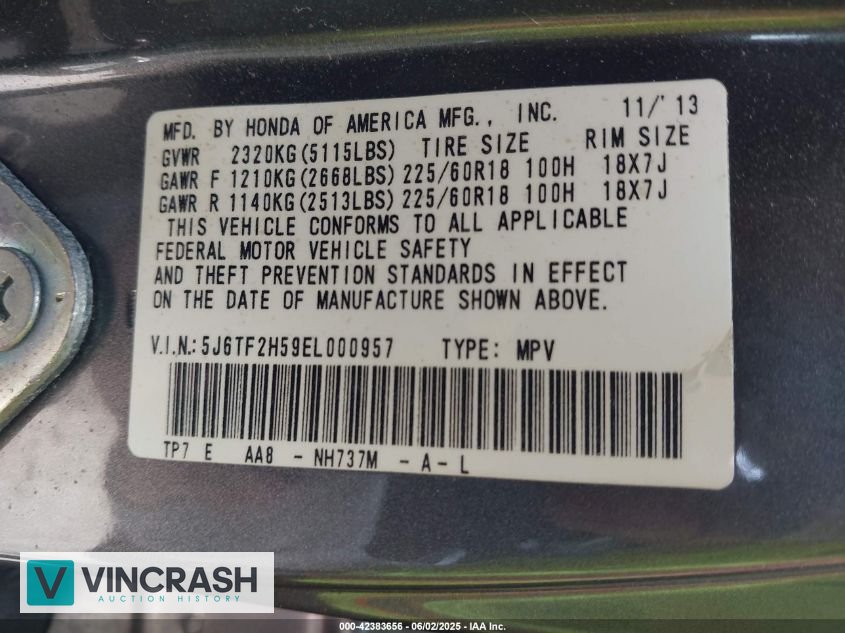 MFD. BY HONDA OF AMERICA MFG., INC. 11/'13
GVWR 2320KG(5115LBS) TIRE SIZE RIM SIZE
GAWR F 1210KG(2668LBS) 225/60R18 100H 18X7J
GAWR R 1140KG(2513LBS) 225/60R18 100H 18X7J
THIS VEHICLE CONFORMS TO ALL APPLICABLE
FEDERAL MOTOR VEHICLE SAFETY
AND THEFT PREVENTION STANDARDS IN EFFECT
ON THE DATE OF MANUFACTURE SHOWN ABOVE.
V.I.N.:5J6TF2H59EL000957 TYPE: MPV
TP7 E AA8 - NH737M - A - L
V VINCRASH
AUCTION HISTORY
000-42383656 - 06/02/2025 - IAA Inc.